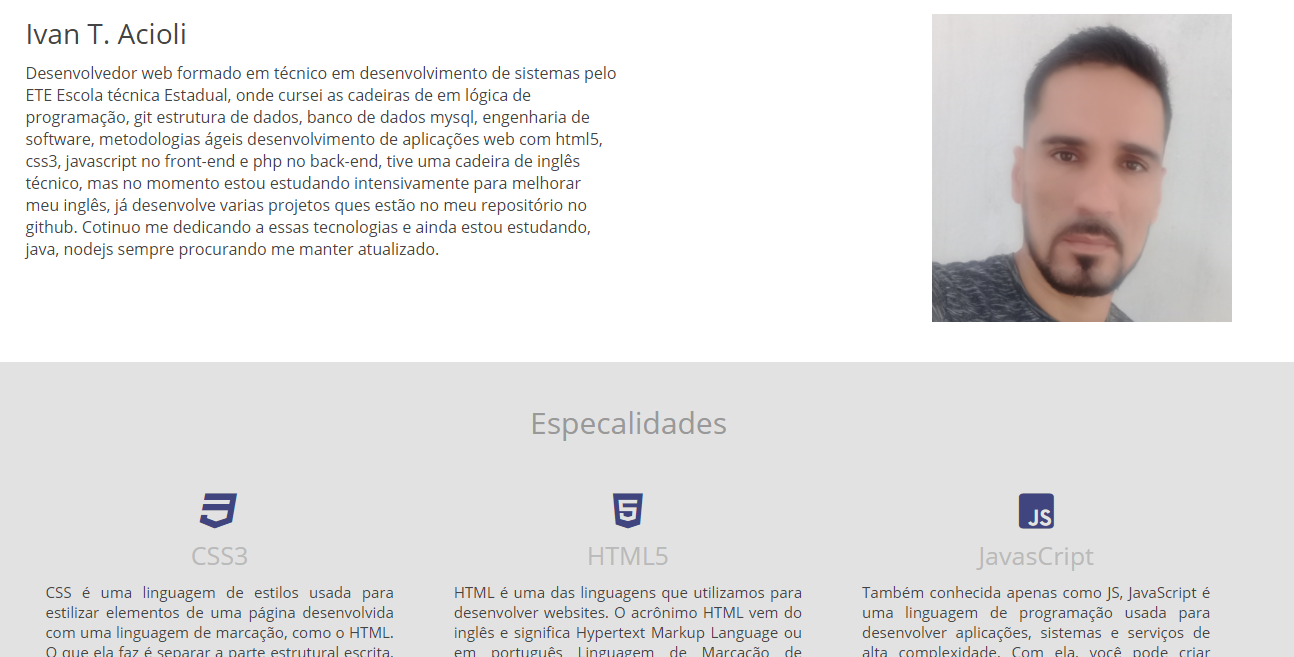 Ivan T. Acioli
Desenvolvedor web formado em técnico em desenvolvimento de sistemas pelo
ETE Escola técnica Estadual, onde cursei as cadeiras de em lógica de
programação, git estrutura de dados, banco de dados mysql, engenharia de
software, metodologias ágeis desenvolvimento de aplicações web com html5,
css3, javascript no front-end e php no back-end, tive uma cadeira de inglês
técnico, mas no momento estou estudando intensivamente para melhorar
meu inglês, já desenvolve varias projetos ques estão no meu repositório no
github. Cotinuo me dedicando a essas tecnologias e ainda estou estudando,
java, nodejs sempre procurando me manter atualizado.
Especalidades
5
JS
CSS3
HTML5
JavasCript
CSS é uma linguagem de estilos usada para
estilizar elementos de uma página desenvolvida
com uma linguagem de marcação, como o HTML.
O que ela faz é separar a parte estrutural escrita,
HTML é uma das linguagens que utilizamos para
desenvolver websites. O acrônimo HTML vem do
inglês e significa Hypertext Markup Language ou
em português Linguagem de Marcação de
Também conhecida apenas como JS, JavaScript é
uma linguagem de programação usada para
desenvolver aplicações, sistemas e serviços de
alta complexidade. Com ela, você pode criar